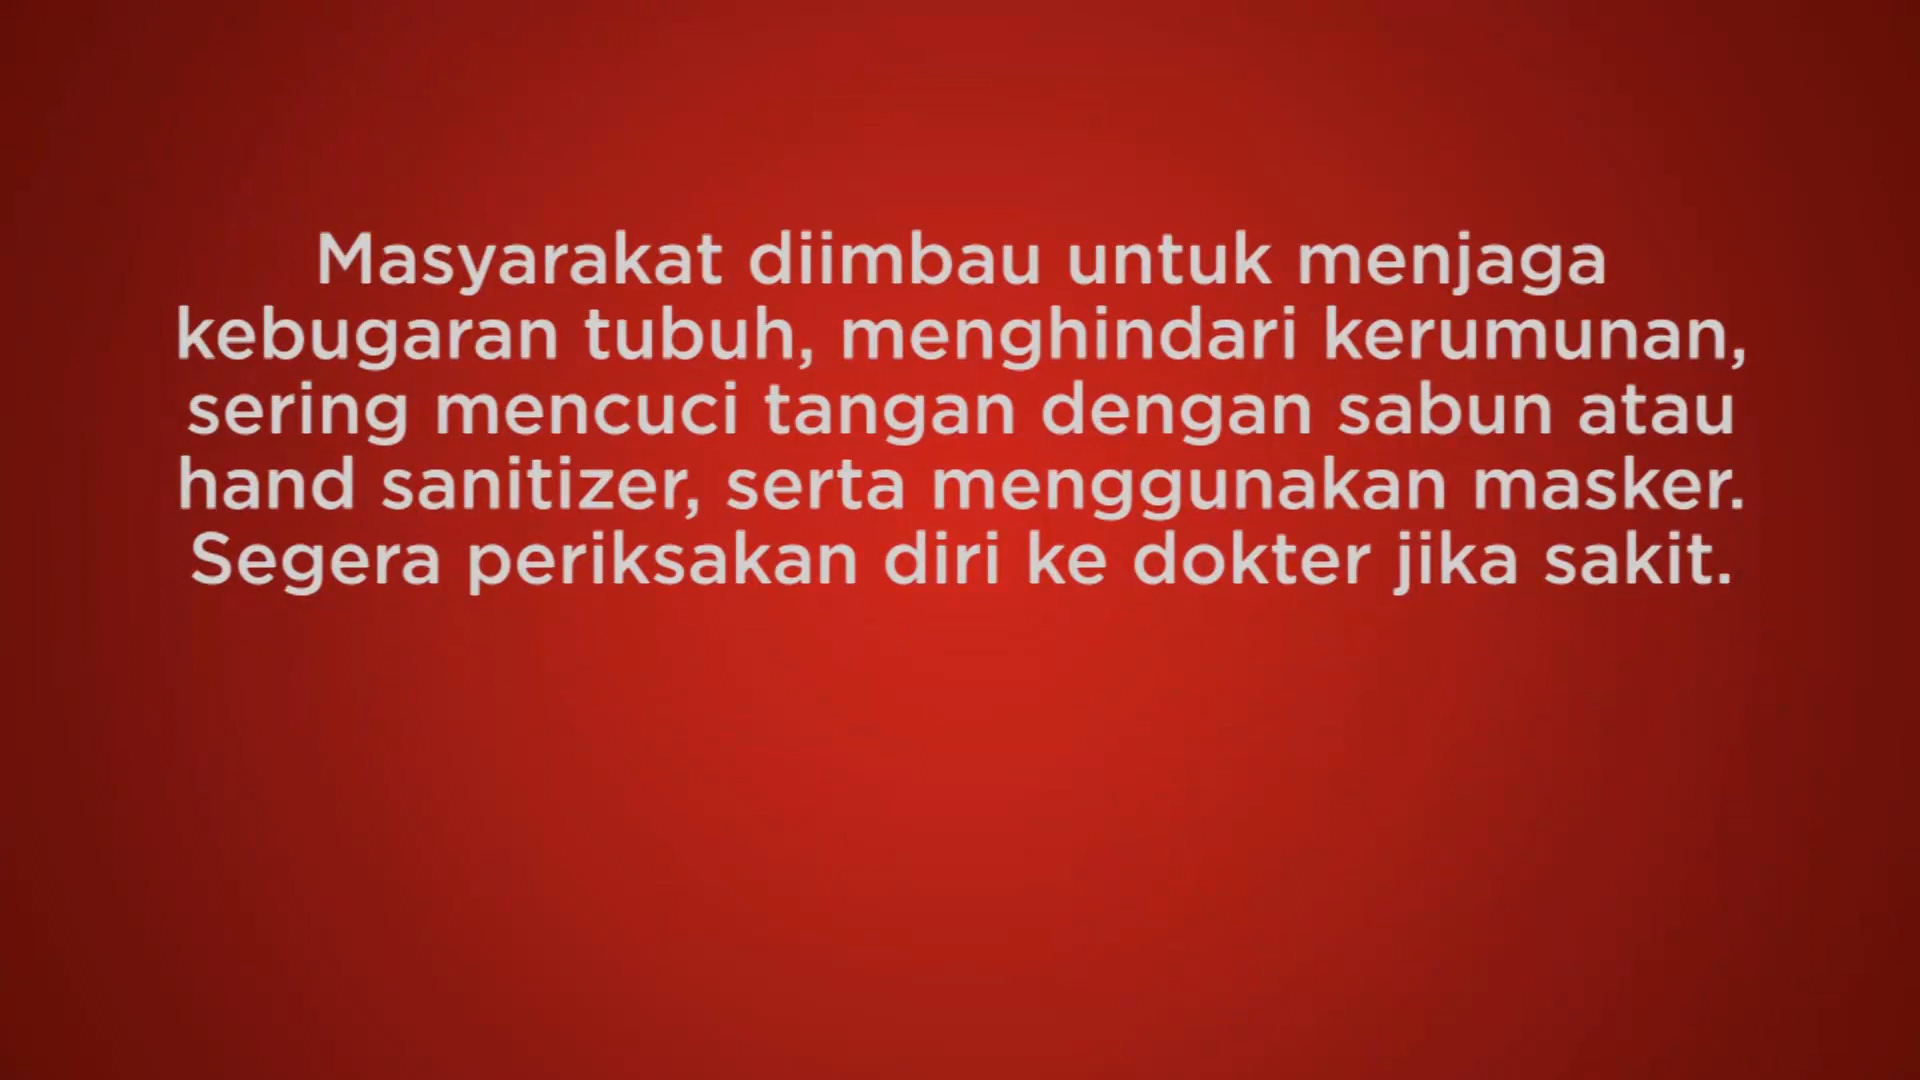 Masyarakat diimbau untuk menjaga
kebugaran tubuh, menghindari kerumunan,
sering mencuci tangan dengan sabun atau
hand sanitizer, serta menggunakan masker.
Segera periksakan diri ke dokter jika sakit.